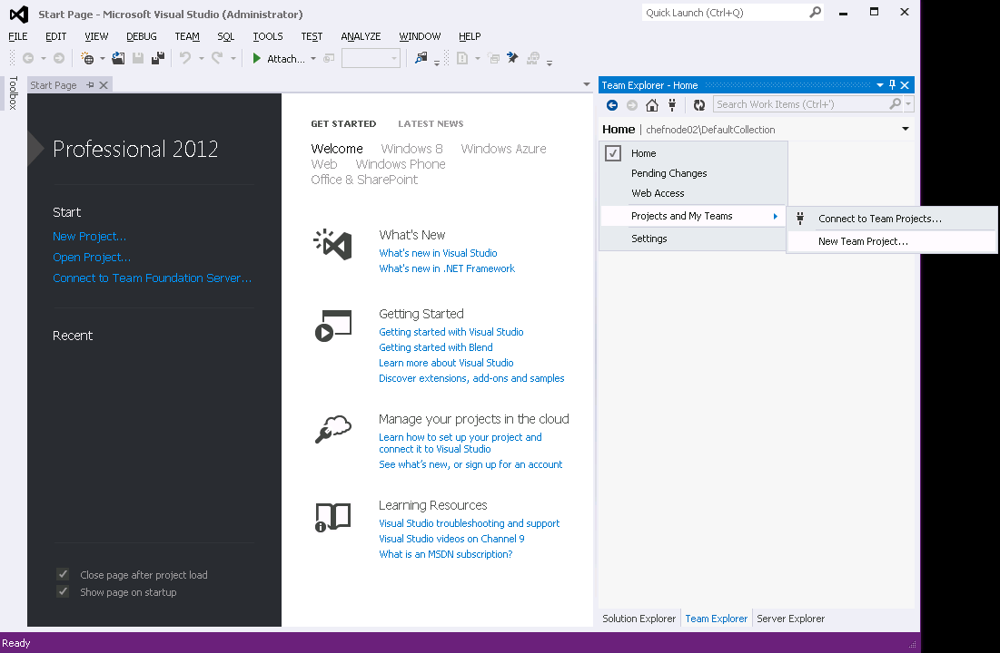 Start Page - Microsoft Visual Studio (Administrator)
Quick Launch (Ctrl+Q)
FILE EDIT VIEW DEBUG TEAM SQL TOOLS TEST ANALYZE WINDOW HELP
Attach...
Toolbox
Start Page
Professional 2012
Start
New Project...
Open Project...
Connect to Team Foundation Server...
Recent
Close page after project load
Show page on startup
GET STARTED LATEST NEWS
Welcome Windows 8 Windows Azure
Web Windows Phone
Office & SharePoint
What's New
What's new in Visual Studio
What's new in .NET Framework
Getting Started
Getting started with Visual Studio
Getting started with Blend
Learn more about Visual Studio
Discover extensions, add-ons and samples
Manage your projects in the cloud
Learn how to set up your project and
connect it to Visual Studio
See what's new, or sign up for an account
Learning Resources
Visual Studio troubleshooting and support
Visual Studio videos on Channel 9
What is an MSDN subscription?
Team Explorer - Home
Search Work Items (Ctrl+')
Home | chefnode02\DefaultCollection
Home
Pending Changes
Web Access
Projects and My Teams
Settings
Connect to Team Projects...
New Team Project...
Solution Explorer Team Explorer Server Explorer
Ready